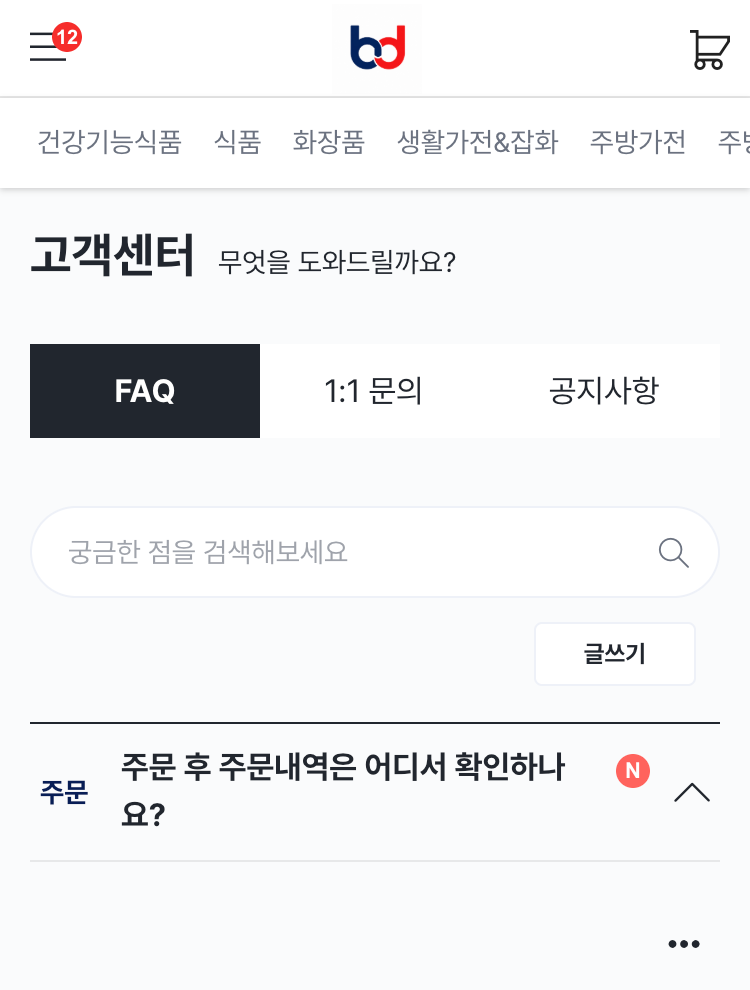 12
bd
건강기능식품 식품 화장품 생활가전&잡화 주방가전
고객센터 무엇을 도와드릴까요?
FAQ 1:1 문의 공지사항
궁금한 점을 검색해보세요
글쓰기
주문 주문 후 주문내역은 어디서 확인하나 N
요?